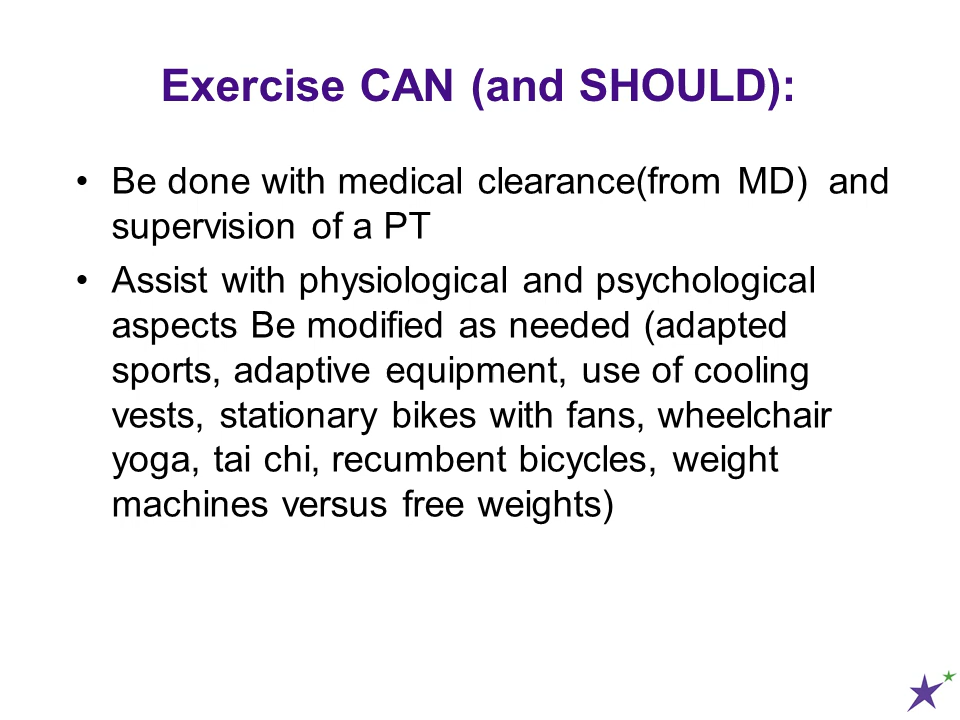 Exercise CAN (and SHOULD):
• Be done with medical clearance(from MD)  and
supervision of a PT
• Assist with physiological and psychological
aspects Be modified as needed (adapted
sports, adaptive equipment, use of cooling
vests, stationary bikes with fans, wheelchair
yoga, tai chi, recumbent bicycles, weight
machines versus free weights)